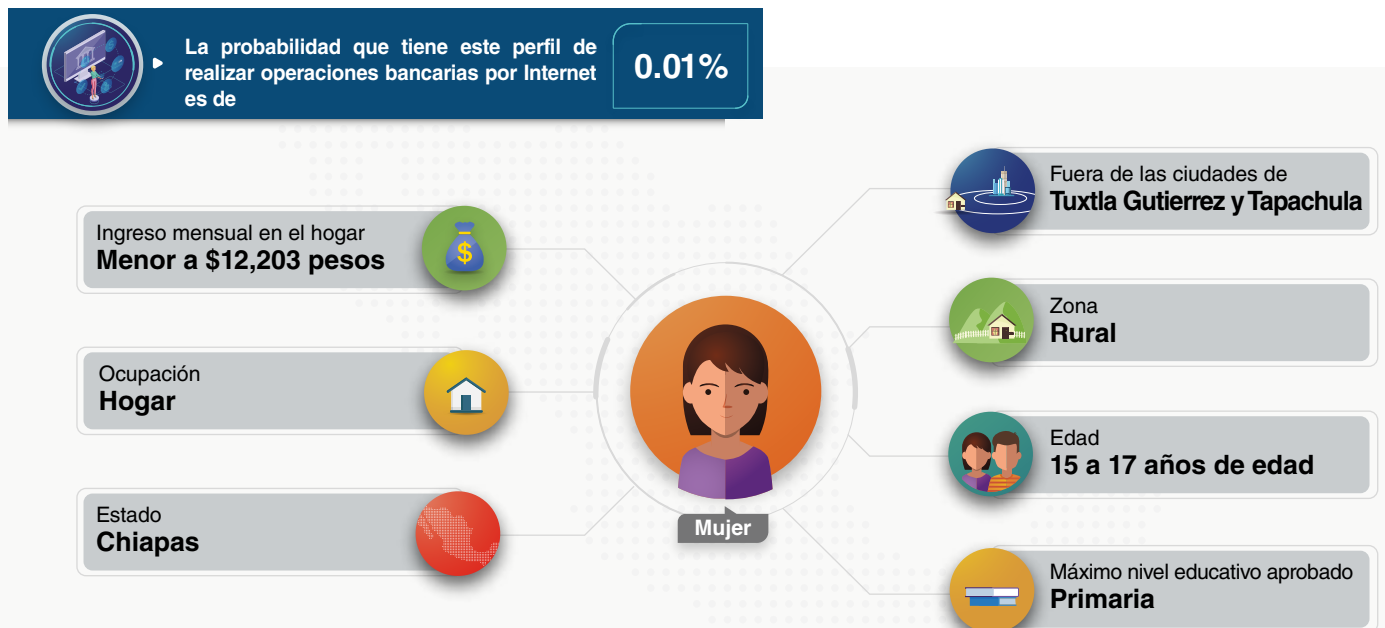 La probabilidad que tiene este perfil de
realizar operaciones bancarias por Internet
es de
0.01%
Ingreso mensual en el hogar
Menor a $12,203 pesos
$
Ocupación
Hogar
Estado
Chiapas
Mujer
Fuera de las ciudades de
Tuxtla Gutierrez y Tapachula
Zona
Rural
Edad
15 a 17 años de edad
Máximo nivel educativo aprobado
Primaria